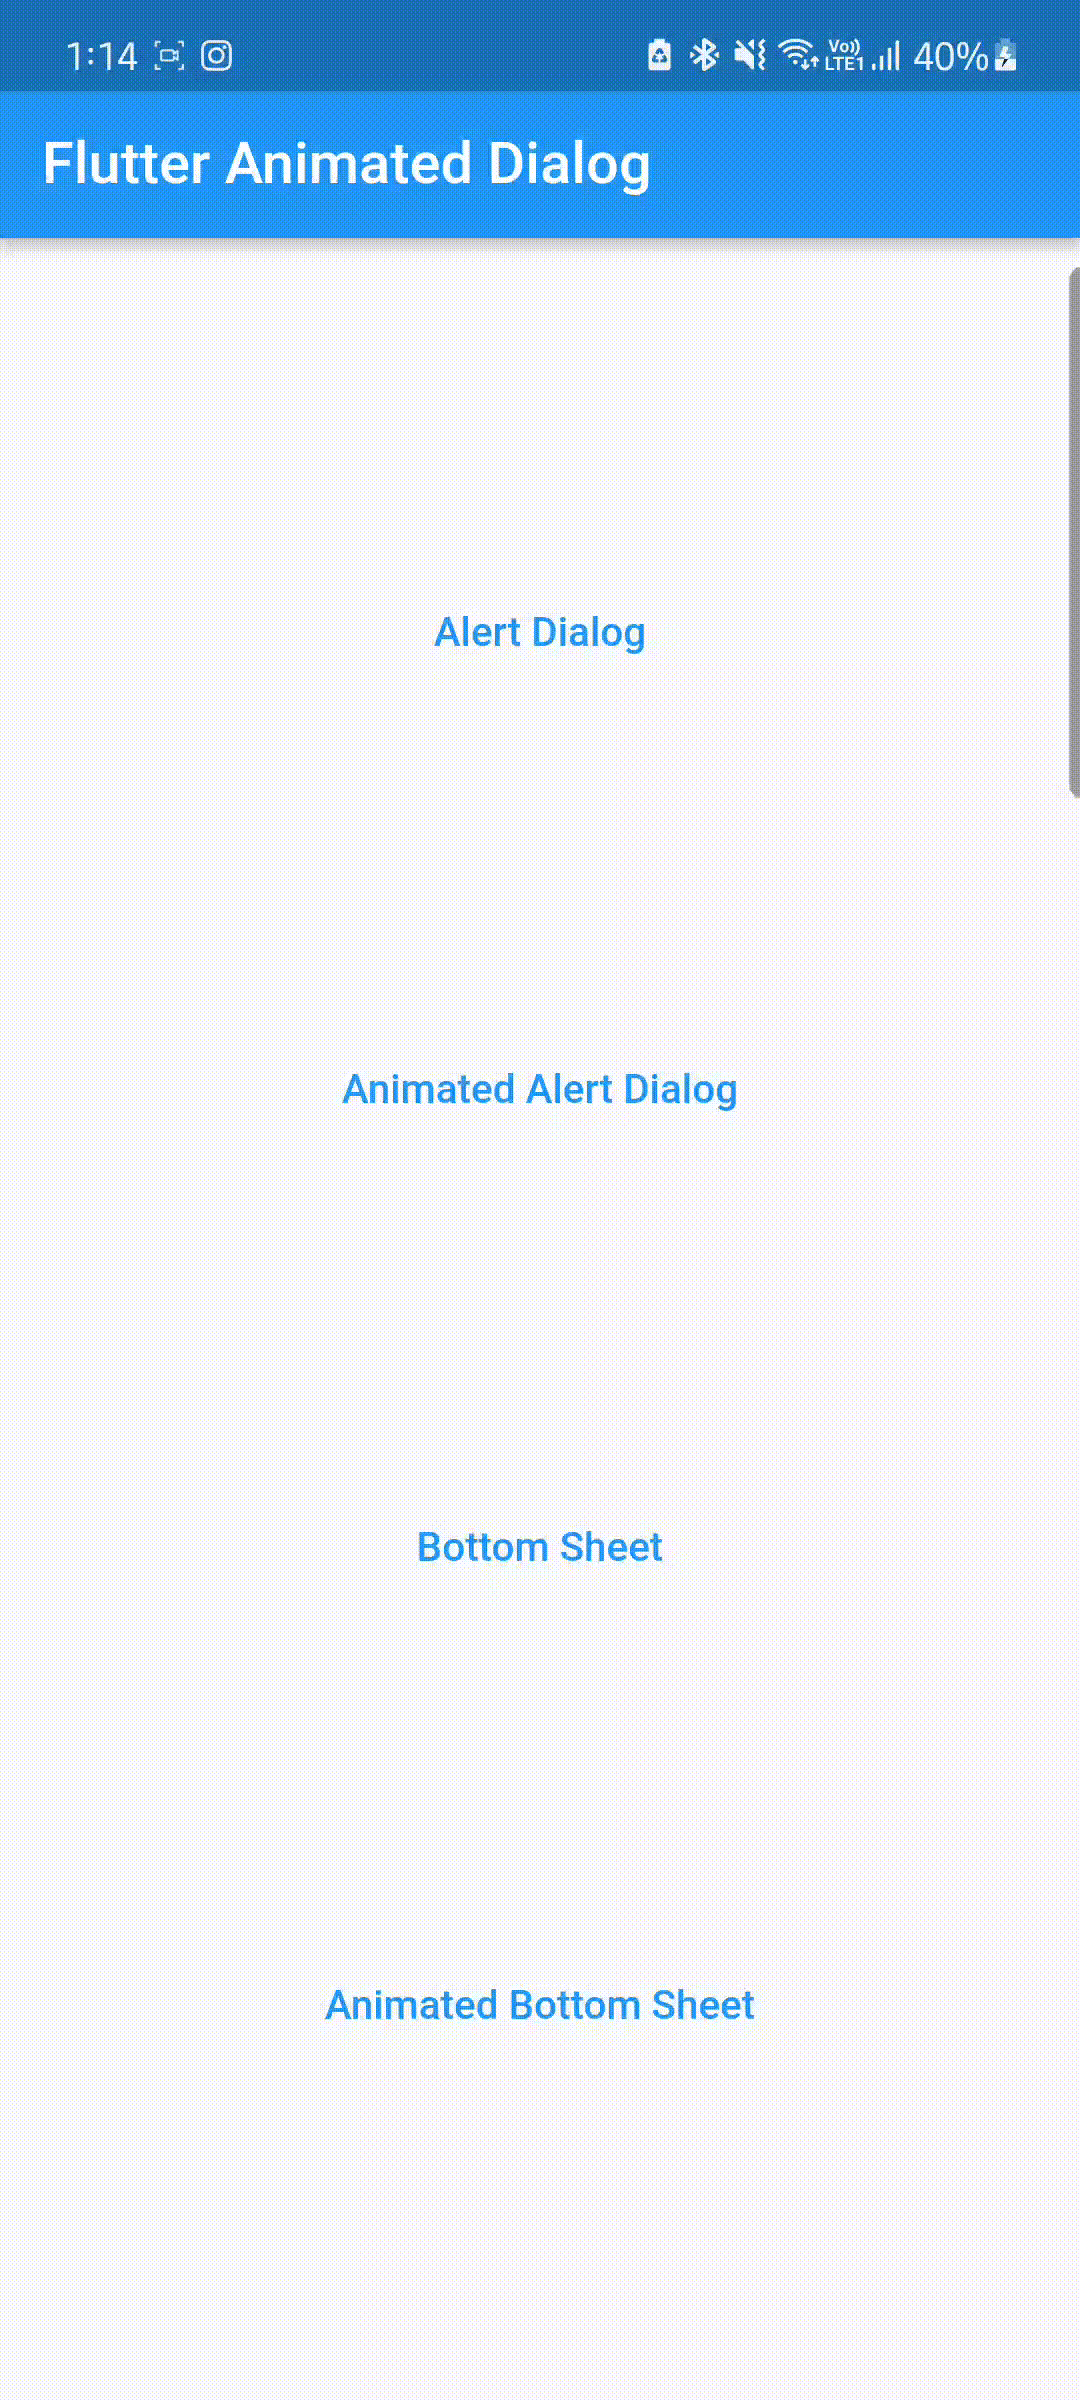 1:14 Vo)) LTE1 40%
Flutter Animated Dialog
Alert Dialog
Animated Alert Dialog
Bottom Sheet
Animated Bottom Sheet